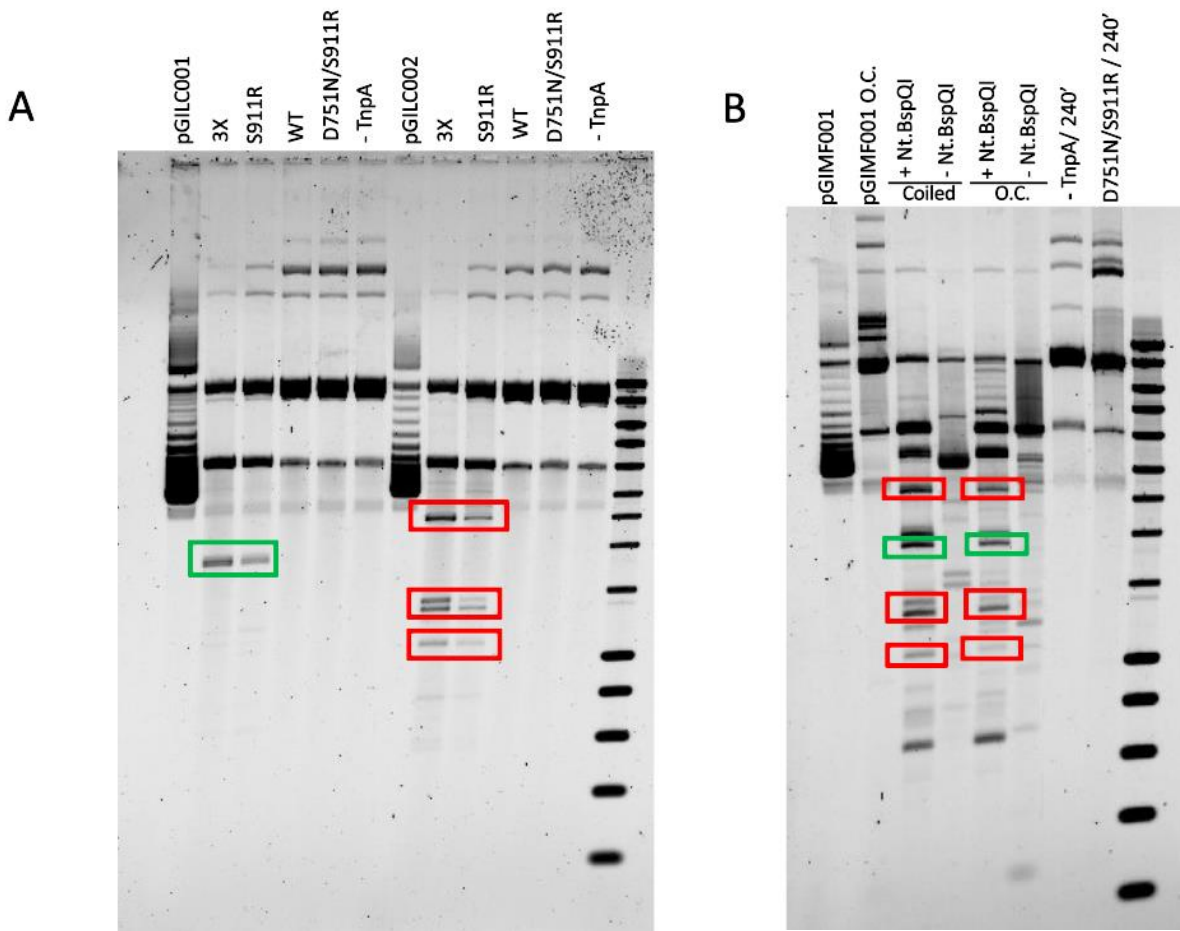 A
pGILC001
3X
S911R
WT
D751N/S911R
- TnpA
pGILC002
3X
S911R
WT
D751N/S911R
- TnpA
B
pGIMF001
pGIMF001 O.C.
+ Nt.BspQI
- Nt.BspQI
+ Nt.BspQI
- Nt.BspQI
Coiled
O.C.
- TnpA/ 240'
D751N/S911R / 240'